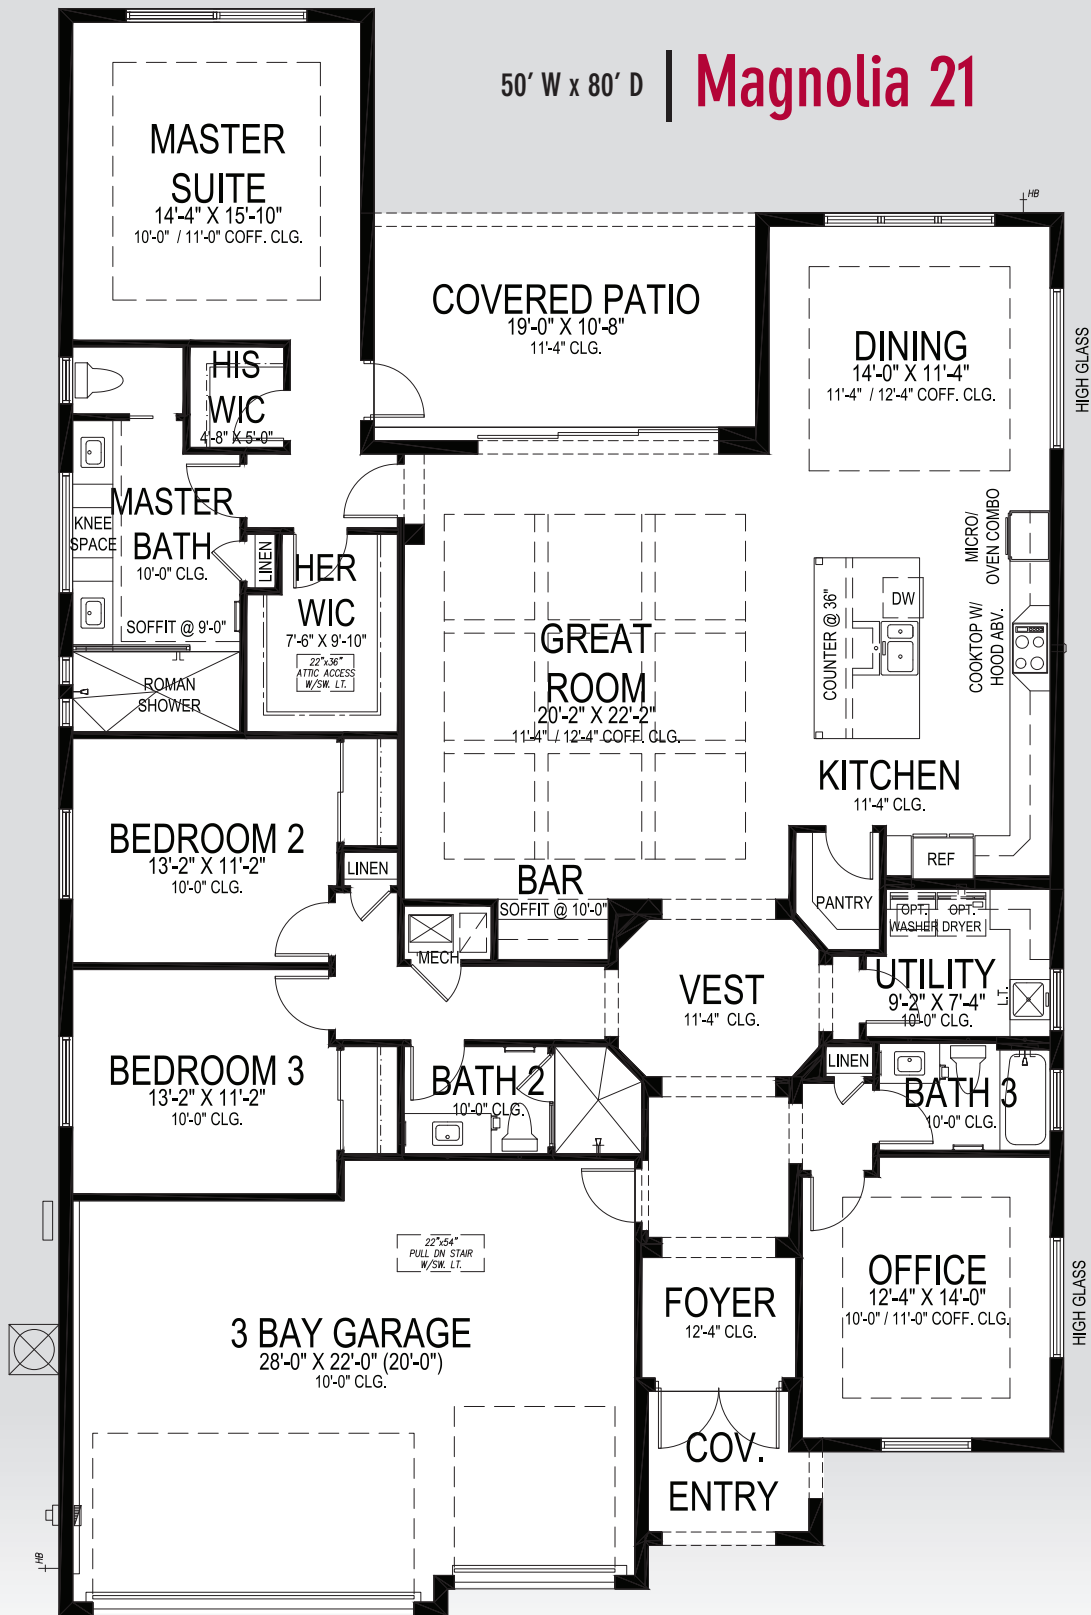 50' W x 80' D
Magnolia 21
MASTER
SUITE
14'-4" X 15'-10"
10'-0" / 11'-0" COFF. CLG.
HB
COVERED PATIO
19'-0" X 10'-8"
11'-4" CLG.
DINING
14'-0" X 11'-4"
11'-4" / 12'-4" COFF. CLG.
HIGH GLASS
HIS
WIC
4'-8" X 5'-0"
MASTER
BATH
10'-0" CLG.
KNEE
SPACE
LINEN
SOFFIT @ 9'-0"
ROMAN
SHOWER
HER
WIC
7'-6" X 9'-10"
22"x36"
ATTIC ACCESS
W/SW. LT.
GREAT
ROOM
20'-2" X 22'-2"
11'-4" / 12'-4" COFF. CLG.
MICRO/
OVEN COMBO
COUNTER @ 36"
DW
COOKTOP W/
HOOD ABV.
KITCHEN
11'-4" CLG.
BEDROOM 2
13'-2" X 11'-2"
10'-0" CLG.
LINEN
BAR
SOFFIT @ 10'-0"
PANTRY
REF
OPT.
WASHER
OPT.
DRYER
MECH
VEST
11'-4" CLG.
UTILITY
9'-2" X 7'-4"
10'-0" CLG.
L.T.
BEDROOM 3
13'-2" X 11'-2"
10'-0" CLG.
BATH 2
10'-0" CLG.
LINEN
BATH 3
10'-0" CLG.
22"x54"
PULL DN STAIR
W/SW. LT.
3 BAY GARAGE
28'-0" X 22'-0" (20'-0")
10'-0" CLG.
FOYER
12'-4" CLG.
OFFICE
12'-4" X 14'-0"
10'-0" / 11'-0" COFF. CLG.
HIGH GLASS
COV.
ENTRY
HB